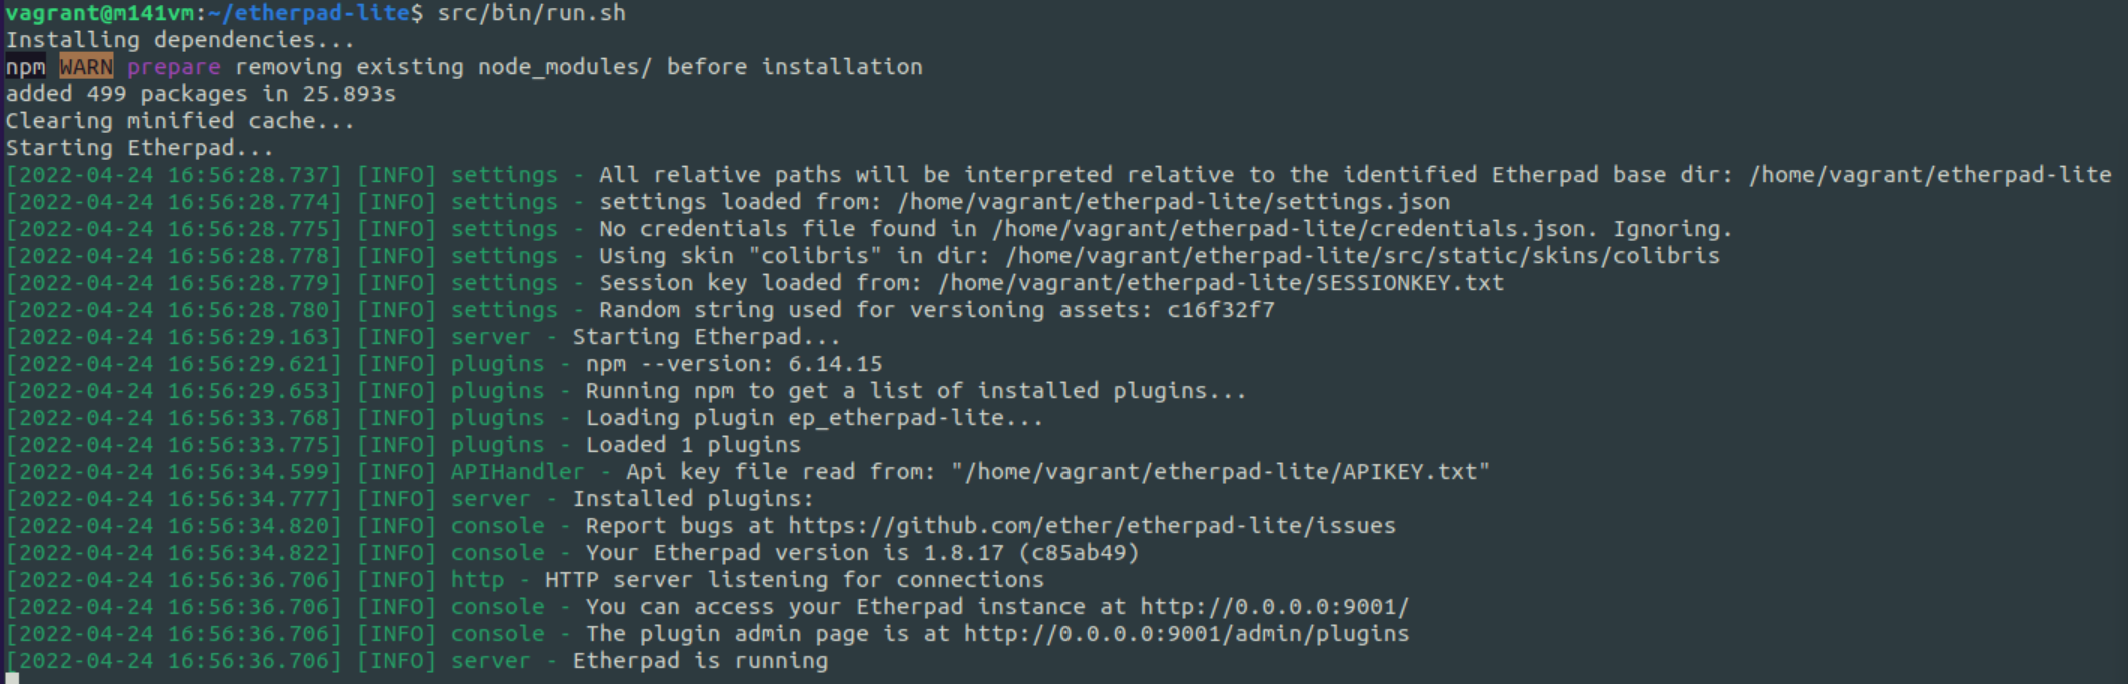 vagrant@m141vm:~/etherpad-lite$ src/bin/run.sh
Installing dependencies...
npm WARN prepare removing existing node_modules/ before installation
added 499 packages in 25.893s
Clearing minified cache...
Starting Etherpad...
[2022-04-24 16:56:28.737] [INFO] settings - All relative paths will be interpreted relative to the identified Etherpad base dir: /home/vagrant/etherpad-lite
[2022-04-24 16:56:28.774] [INFO] settings - settings loaded from: /home/vagrant/etherpad-lite/settings.json
[2022-04-24 16:56:28.775] [INFO] settings - No credentials file found in /home/vagrant/etherpad-lite/credentials.json. Ignoring.
[2022-04-24 16:56:28.778] [INFO] settings - Using skin "colibris" in dir: /home/vagrant/etherpad-lite/src/static/skins/colibris
[2022-04-24 16:56:28.779] [INFO] settings - Session key loaded from: /home/vagrant/etherpad-lite/SESSIONKEY.txt
[2022-04-24 16:56:28.780] [INFO] settings - Random string used for versioning assets: c16f32f7
[2022-04-24 16:56:29.163] [INFO] server - Starting Etherpad...
[2022-04-24 16:56:29.621] [INFO] plugins - npm --version: 6.14.15
[2022-04-24 16:56:29.653] [INFO] plugins - Running npm to get a list of installed plugins...
[2022-04-24 16:56:33.768] [INFO] plugins - Loading plugin ep_etherpad-lite...
[2022-04-24 16:56:33.775] [INFO] plugins - Loaded 1 plugins
[2022-04-24 16:56:34.599] [INFO] APIHandler - Api key file read from: "/home/vagrant/etherpad-lite/APIKEY.txt"
[2022-04-24 16:56:34.777] [INFO] server - Installed plugins:
[2022-04-24 16:56:34.820] [INFO] console - Report bugs at https://github.com/ether/etherpad-lite/issues
[2022-04-24 16:56:34.822] [INFO] console - Your Etherpad version is 1.8.17 (c85ab49)
[2022-04-24 16:56:36.706] [INFO] http - HTTP server listening for connections
[2022-04-24 16:56:36.706] [INFO] console - You can access your Etherpad instance at http://0.0.0.0:9001/
[2022-04-24 16:56:36.706] [INFO] console - The plugin admin page is at http://0.0.0.0:9001/admin/plugins
[2022-04-24 16:56:36.706] [INFO] server - Etherpad is running